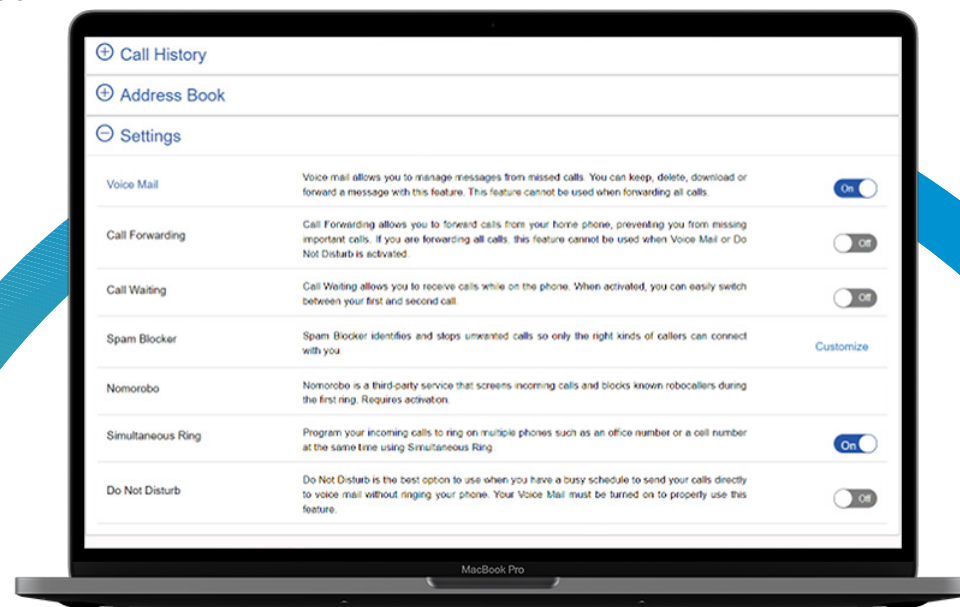 Call History
Address Book
Settings
Voice Mail
Voice mail allows you to manage messages from missed calls. You can keep, delete, download or
forward a message with this feature. This feature cannot be used when forwarding all calls.
On
Call Forwarding
Call Forwarding allows you to forward calls from your home phone, preventing you from missing
important calls. If you are forwarding all calls, this feature cannot be used when Voice Mail or Do
Not Disturb is activated.
Off
Call Waiting
Call Waiting allows you to receive calls while on the phone. When activated, you can easily switch
between your first and second call.
Off
Spam Blocker
Spam Blocker identifies and stops unwanted calls so only the right kinds of callers can connect
with you.
Customize
Nomorobo
Nomorobo is a third-party service that screens incoming calls and blocks known robocallers during
the first ring. Requires activation.
Simultaneous Ring
Program your incoming calls to ring on multiple phones such as an office number or a cell number
at the same time using Simultaneous Ring.
On
Do Not Disturb
Do Not Disturb is the best option to use when you have a busy schedule to send your calls directly
to voice mail without ringing your phone. Your Voice Mail must be turned on to properly use this
feature.
Off
MacBook Pro